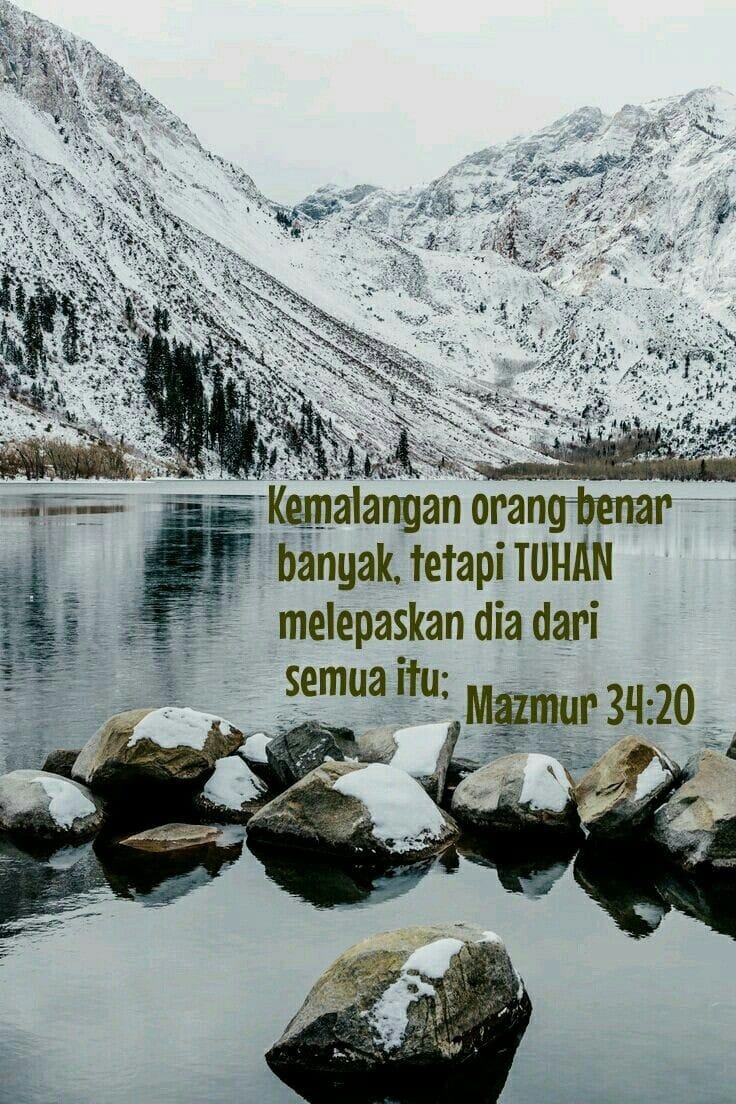 Kemalangan orang benar
banyak, tetapi TUHAN
melepaskan dia dari
semua itu;
Mazmur 34:20